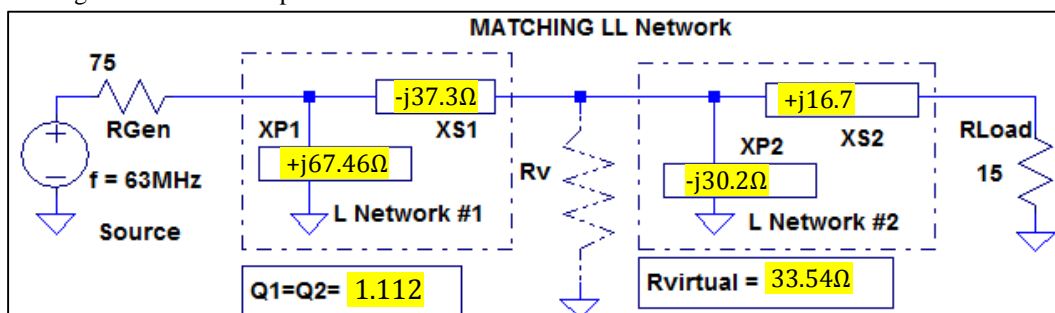 MATCHING LL Network
75
-j37.3Ω
+j16.7
RGen
XP1
XS1
XP2
XS2
RLoad
+j67.46Ω
Rv
-j30.2Ω
15
f = 63MHz
L Network #1
L Network #2
Source
Q1=Q2= 1.112
Rvirtual = 33.54Ω